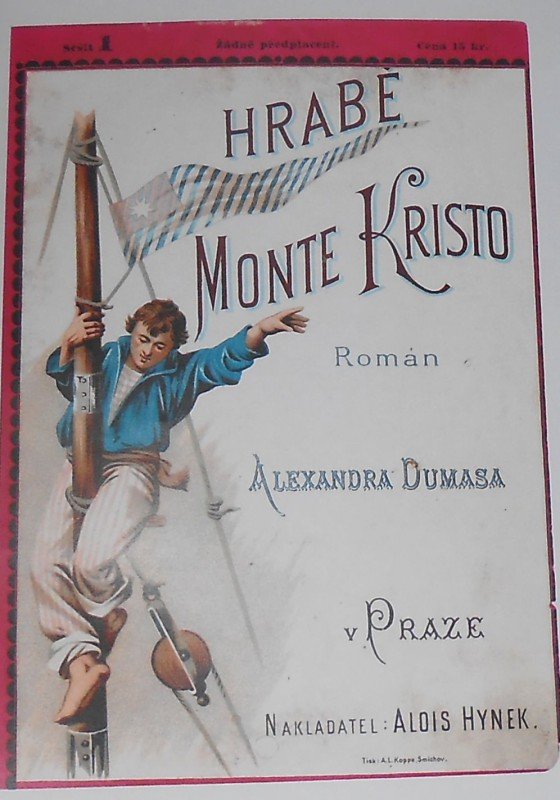 Sešit 1
Žádné předplacení.
Cena 15 kr.
HRABĚ
MONTE KRISTO
Román
ALEXANDRA DUMASA
v PRAZE
NAKLADATEL: ALOIS HYNEK.
Tisk: A.L. Koppe, Smíchov.